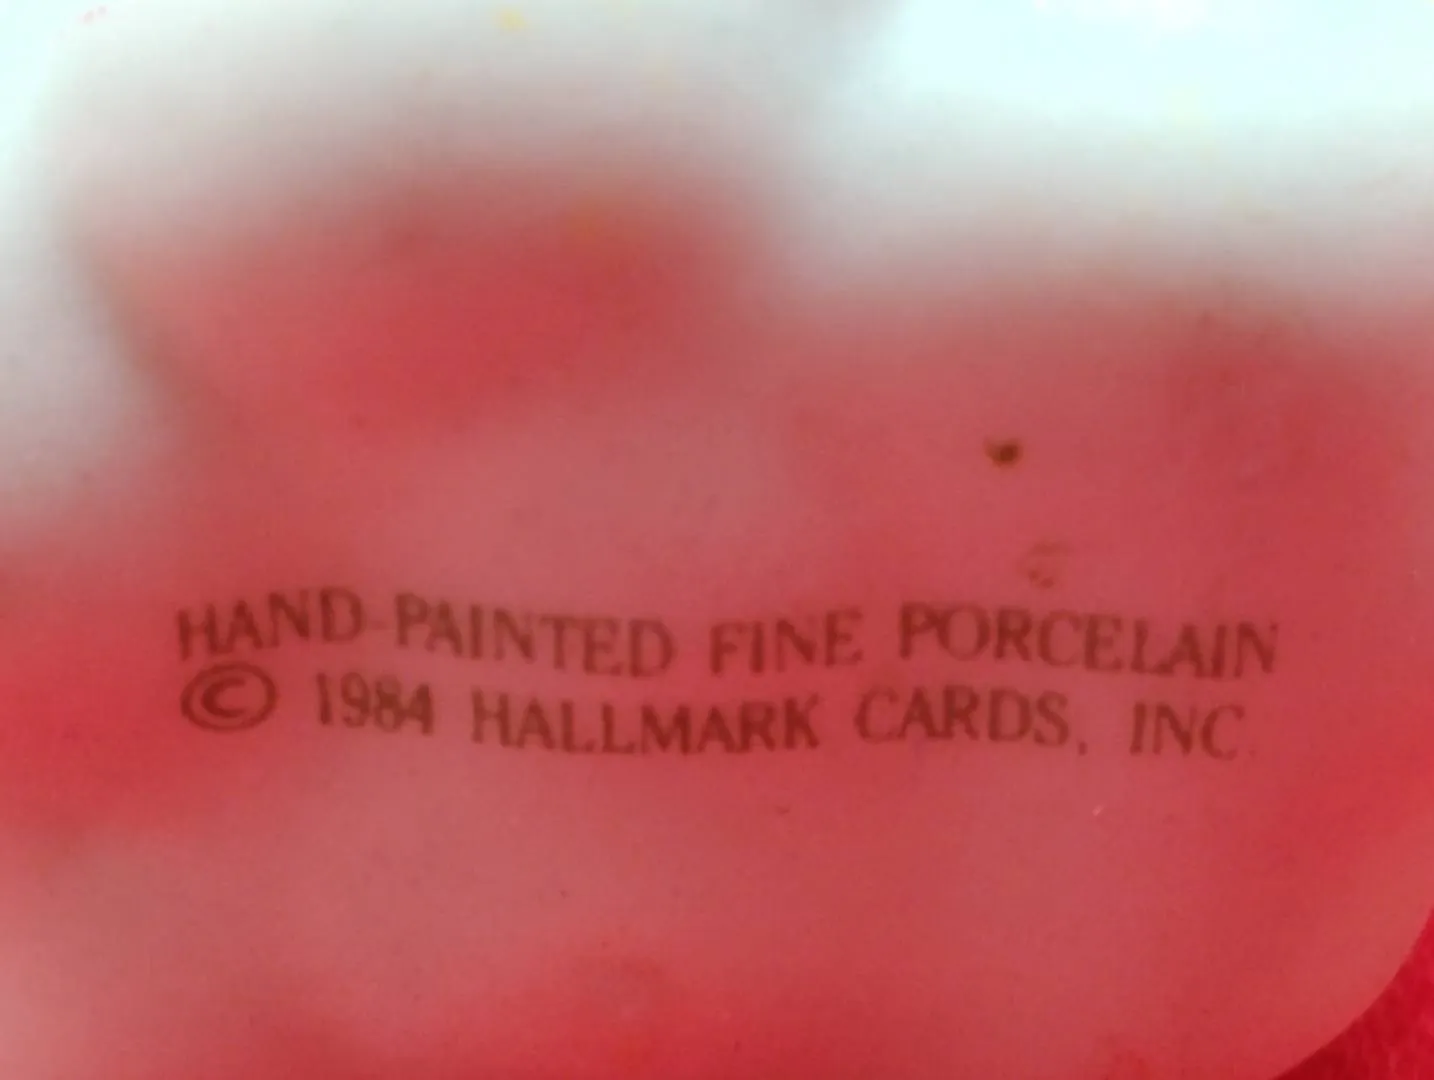 HAND-PAINTED FINE PORCELAIN
© 1984 HALLMARK CARDS, INC.